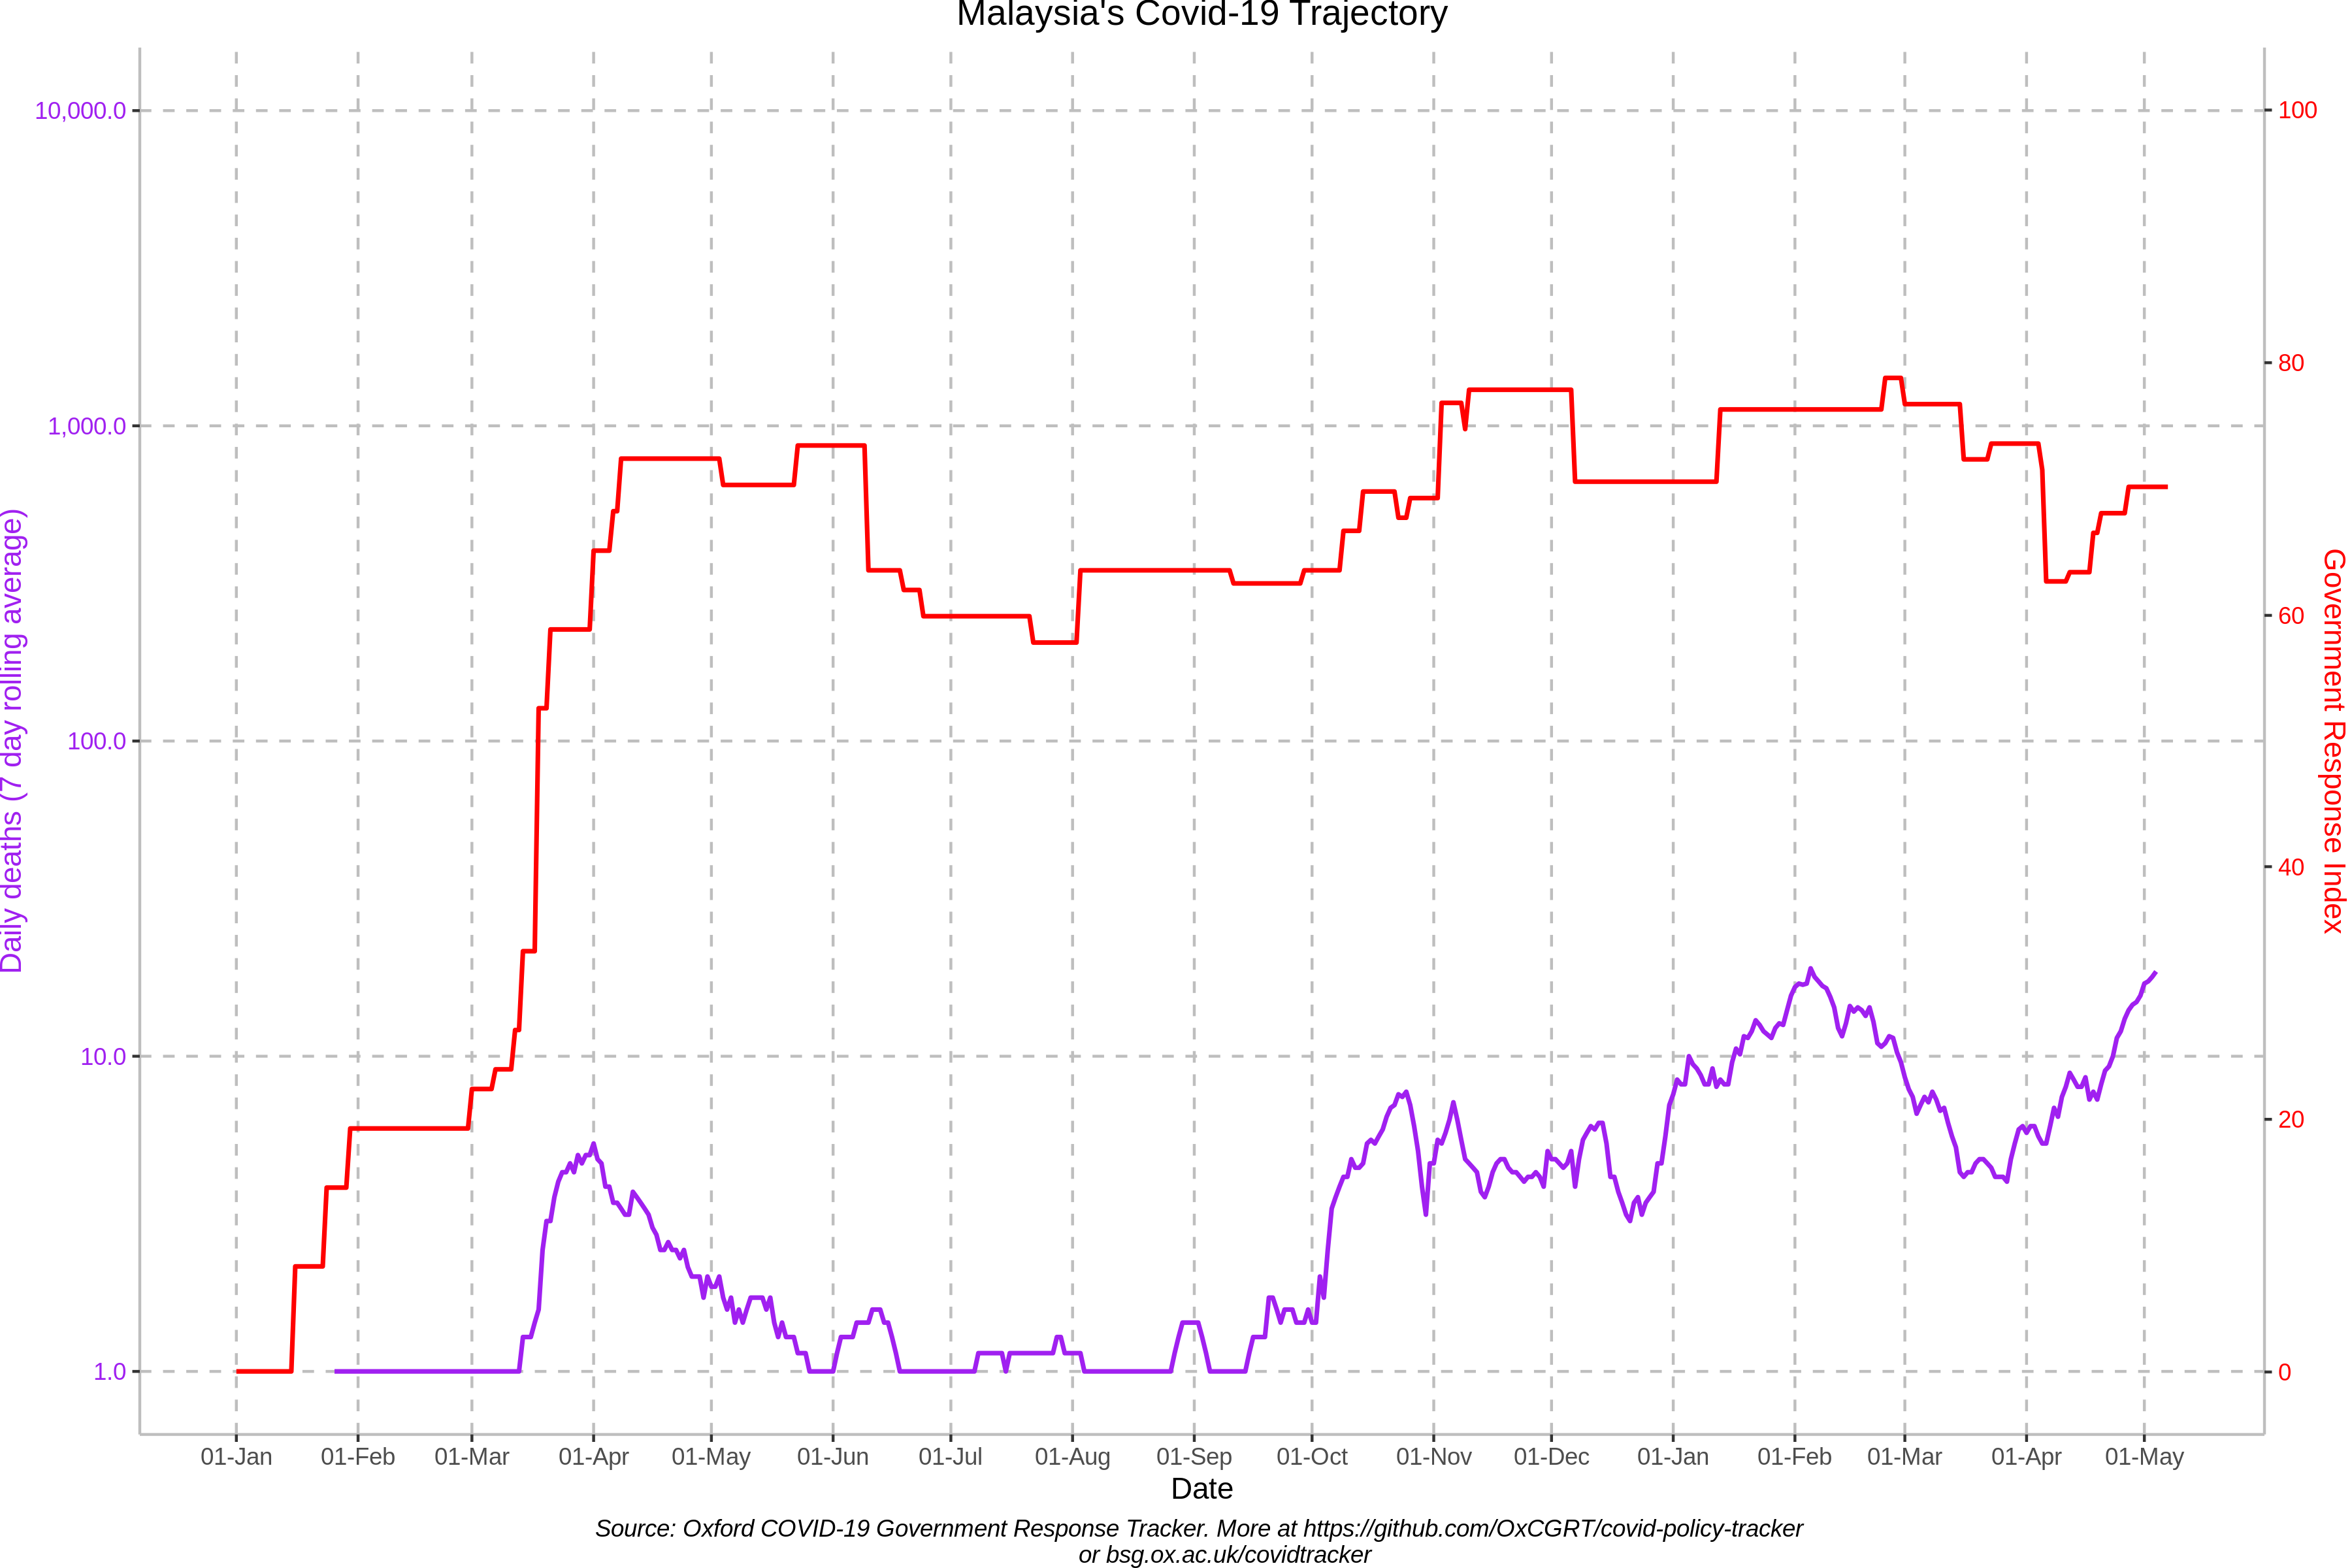 Malaysia's Covid-19 Trajectory
10,000.0
1,000.0
100.0
10.0
1.0
Daily deaths (7 day rolling average)
100
80
60
40
20
0
Government Response Index
01-Jan 01-Feb 01-Mar 01-Apr 01-May 01-Jun 01-Jul 01-Aug 01-Sep 01-Oct 01-Nov 01-Dec 01-Jan 01-Feb 01-Mar 01-Apr 01-May
Date
Source: Oxford COVID-19 Government Response Tracker. More at https://github.com/OxCGRT/covid-policy-tracker
or bsg.ox.ac.uk/covidtracker